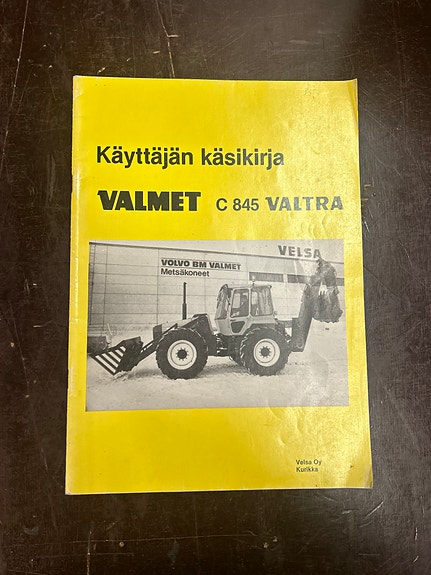 Käyttäjän käsikirja
VALMET C 845 VALTRA
VELSA
VOLVO BM VALMET
Metsäkoneet
Velsa Oy
Kurikka